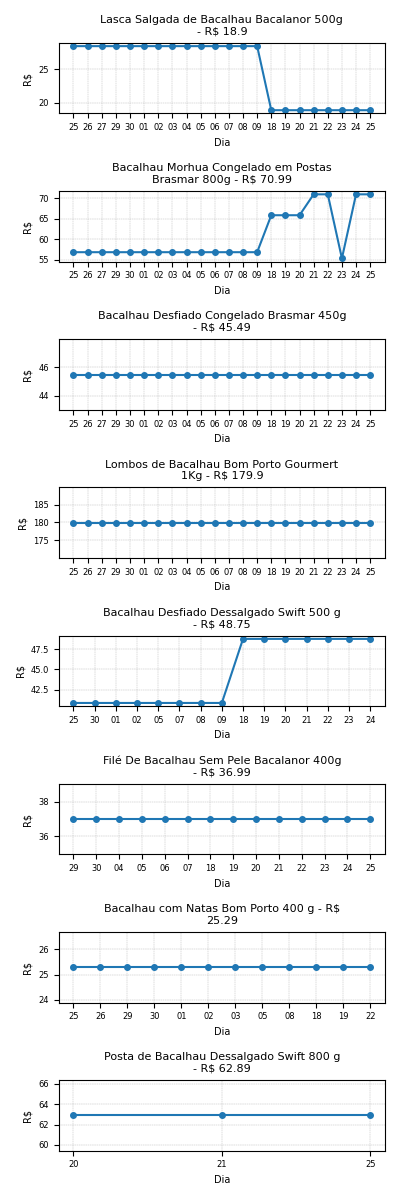 Lasca Salgada de Bacalhau Bacalanor 500g
- R$ 18.9
R$
25
20
25 26 27 29 30 01 02 03 04 05 06 07 08 09 18 19 20 21 22 23 24 25
Dia
Bacalhau Morhua Congelado em Postas
Brasmar 800g - R$ 70.99
R$
70
65
60
55
25 26 27 29 30 01 02 03 04 05 06 07 08 09 18 19 20 21 22 23 24 25
Dia
Bacalhau Desfiado Congelado Brasmar 450g
- R$ 45.49
R$
46
44
25 26 27 29 30 01 02 03 04 05 06 07 08 09 18 19 20 21 22 23 24 25
Dia
Lombos de Bacalhau Bom Porto Gourmert
1Kg - R$ 179.9
R$
185
180
175
25 26 27 29 30 01 02 03 04 05 06 07 08 09 18 19 20 21 22 23 24 25
Dia
Bacalhau Desfiado Dessalgado Swift 500 g
- R$ 48.75
R$
47.5
45.0
42.5
25 30 01 02 05 07 08 09 18 19 20 21 22 23 24
Dia
Filé De Bacalhau Sem Pele Bacalanor 400g
- R$ 36.99
R$
38
36
29 30 04 05 06 07 18 19 20 21 22 23 24 25
Dia
Bacalhau com Natas Bom Porto 400 g - R$
25.29
R$
26
25
24
25 26 29 30 01 02 03 05 08 18 19 22
Dia
Posta de Bacalhau Dessalgado Swift 800 g
- R$ 62.89
R$
66
64
62
60
20 21 25
Dia